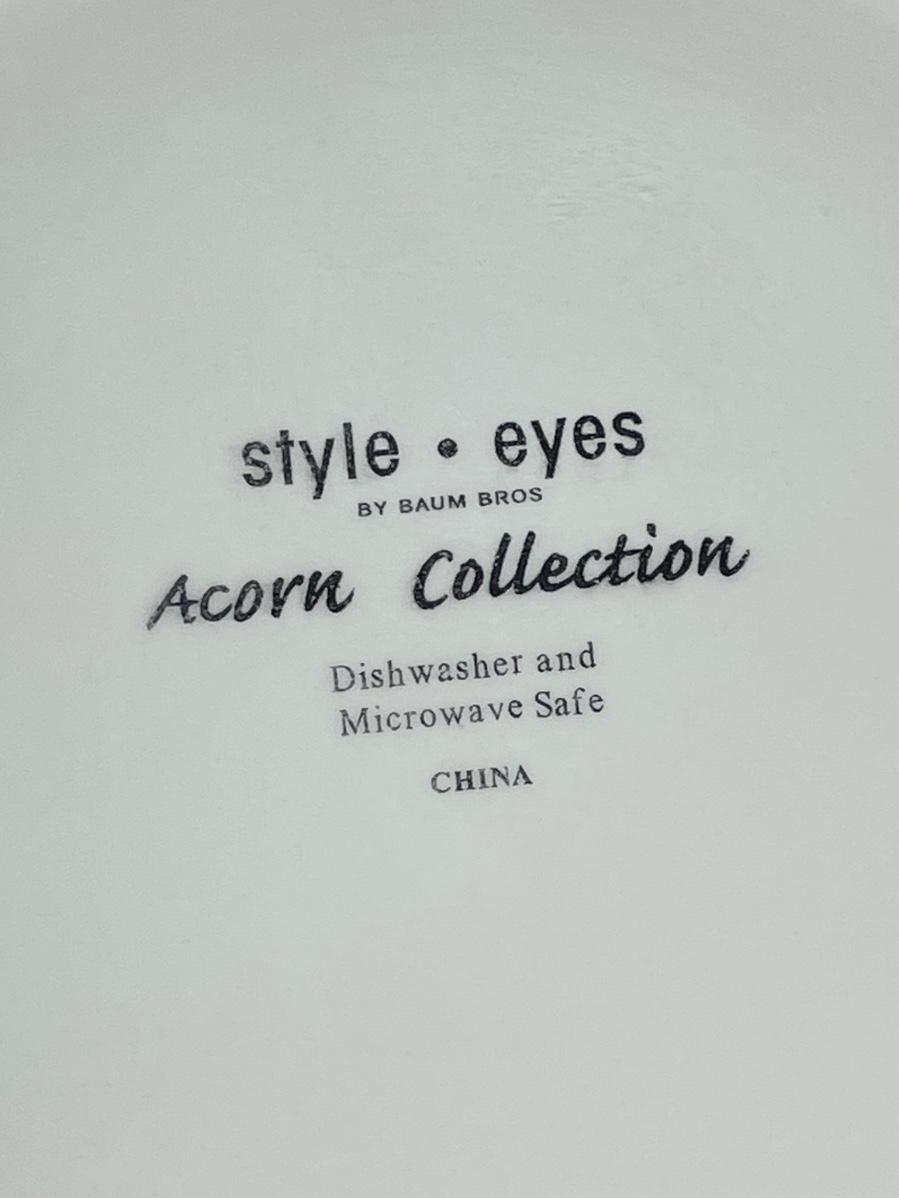 style • eyes
BY BAUM BROS
Acorn Collection
Dishwasher and
Microwave Safe
CHINA